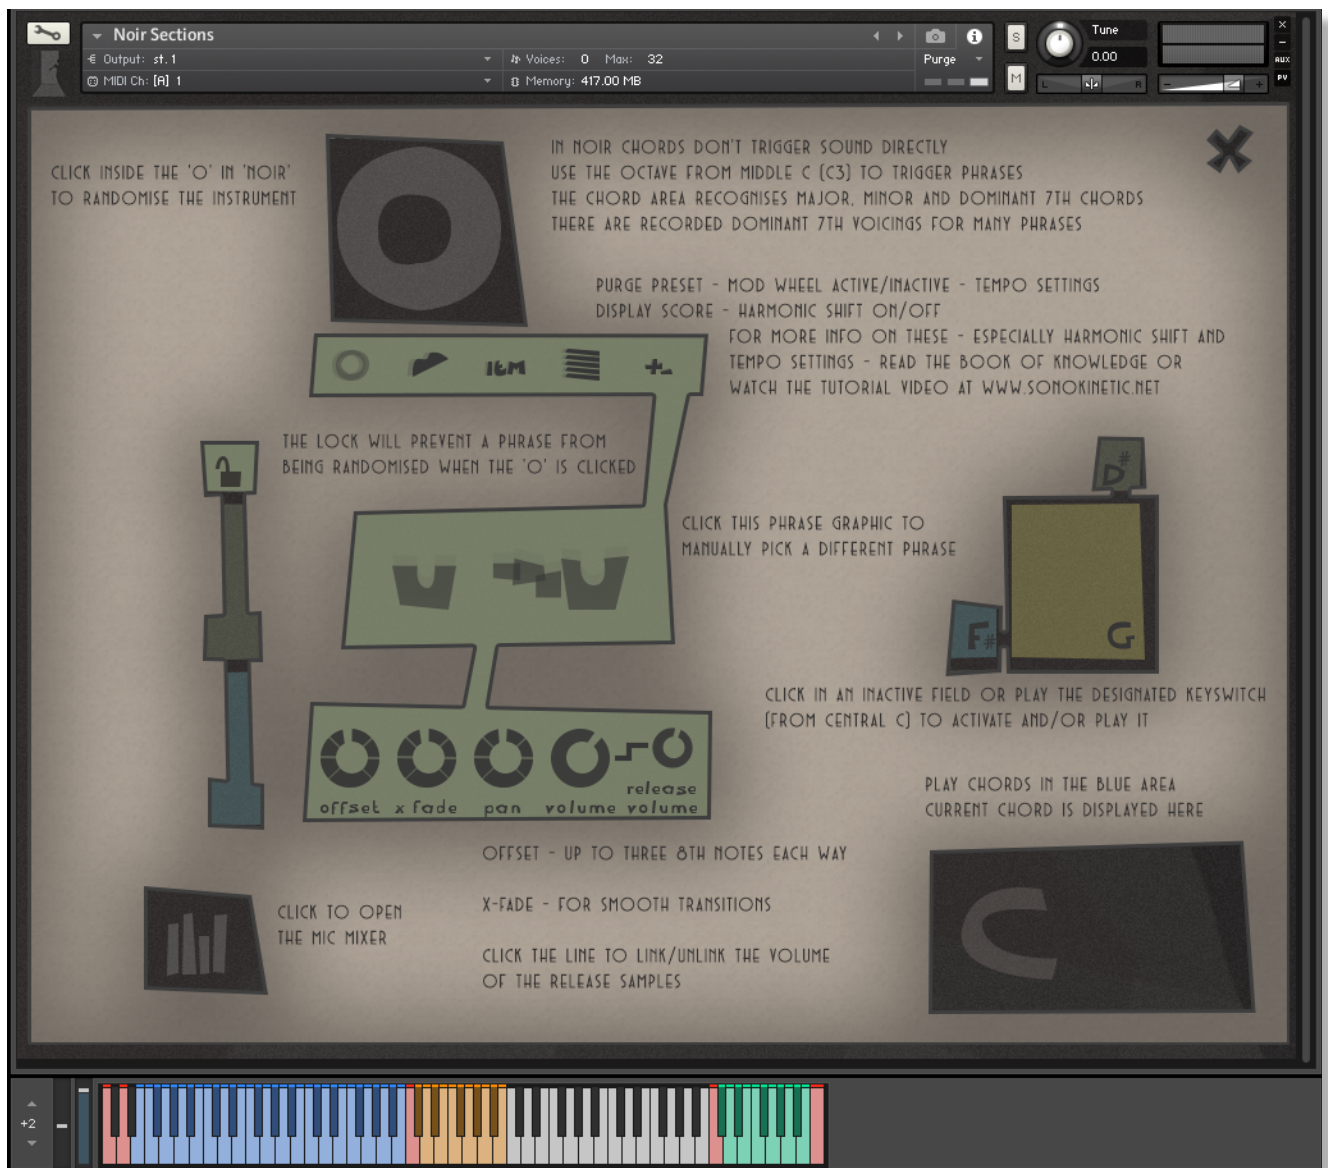 Noir Sections
Output: st.1
Voices: 0 Max: 32
Purge
MIDI Ch: [A] 1
Memory: 417.00 MB
S
M
Tune
0.00
L
R
AUX
PV
CLICK INSIDE THE 'O' IN 'NOIR'
TO RANDOMISE THE INSTRUMENT
IN NOIR CHORDS DON'T TRIGGER SOUND DIRECTLY
USE THE OCTAVE FROM MIDDLE C (C3) TO TRIGGER PHRASES
THE CHORD AREA RECOGNISES MAJOR, MINOR AND DOMINANT 7TH CHORDS
THERE ARE RECORDED DOMINANT 7TH VOICINGS FOR MANY PHRASES
PURGE PRESET - MOD WHEEL ACTIVE/INACTIVE - TEMPO SETTINGS
DISPLAY SCORE - HARMONIC SHIFT ON/OFF
FOR MORE INFO ON THESE - ESPECIALLY HARMONIC SHIFT AND
TEMPO SETTINGS - READ THE BOOK OF KNOWLEDGE OR
WATCH THE TUTORIAL VIDEO AT WWW.SONOKINETIC.NET
THE LOCK WILL PREVENT A PHRASE FROM
BEING RANDOMISED WHEN THE 'O' IS CLICKED
CLICK THIS PHRASE GRAPHIC TO
MANUALLY PICK A DIFFERENT PHRASE
D#
F#
G
CLICK IN AN INACTIVE FIELD OR PLAY THE DESIGNATED KEYSWITCH
(FROM CENTRAL C) TO ACTIVATE AND/OR PLAY IT
offset
x fade
pan
volume
release
volume
PLAY CHORDS IN THE BLUE AREA
CURRENT CHORD IS DISPLAYED HERE
C
OFFSET - UP TO THREE 8TH NOTES EACH WAY
X-FADE - FOR SMOOTH TRANSITIONS
CLICK THE LINE TO LINK/UNLINK THE VOLUME
OF THE RELEASE SAMPLES
CLICK TO OPEN
THE MIC MIXER
+2